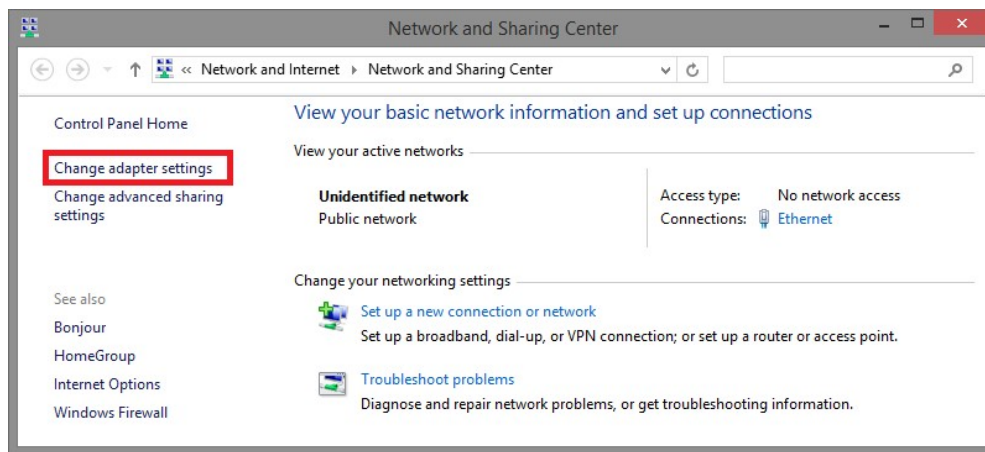 Network and Sharing Center
« Network and Internet ▸ Network and Sharing Center
Control Panel Home
Change adapter settings
Change advanced sharing
settings
See also
Bonjour
HomeGroup
Internet Options
Windows Firewall
View your basic network information and set up connections
View your active networks
Unidentified network
Public network
Access type: No network access
Connections: Ethernet
Change your networking settings
Set up a new connection or network
Set up a broadband, dial-up, or VPN connection; or set up a router or access point.
Troubleshoot problems
Diagnose and repair network problems, or get troubleshooting information.